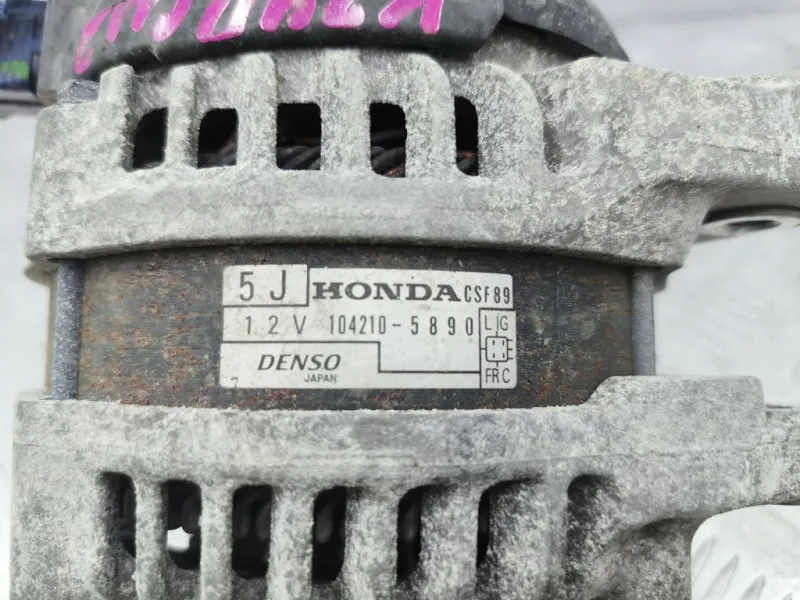 5J HONDA CSF89
12V 104210-5890 L IG
DENSO
JAPAN FR C